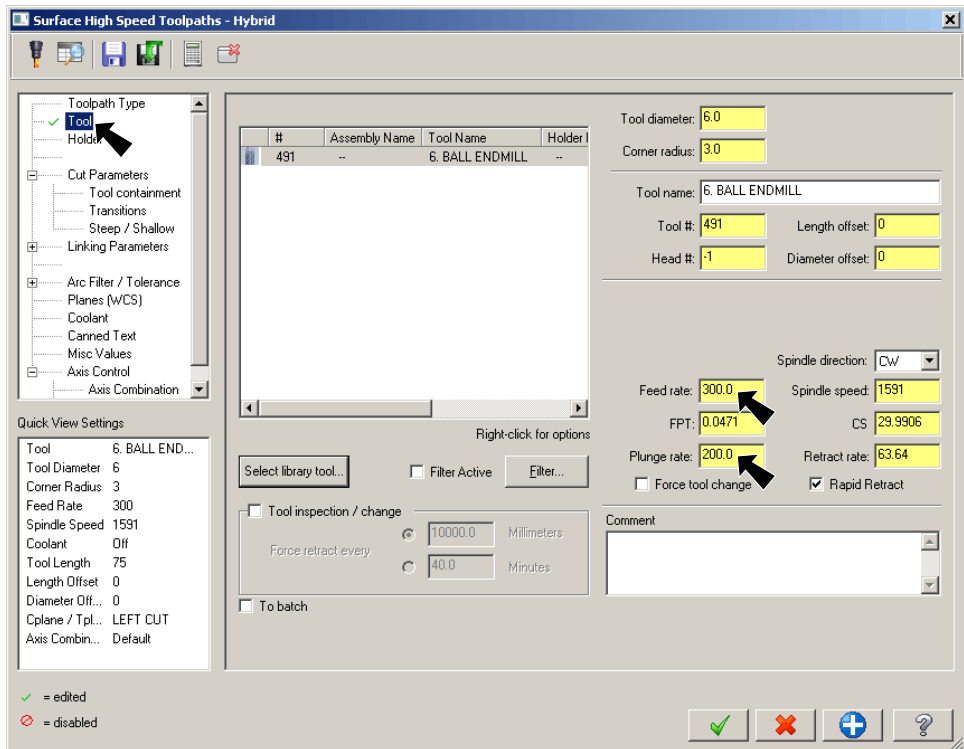 Surface High Speed Toolpaths - Hybrid
Toolpath Type
Tool
Holder
Cut Parameters
Tool containment
Transitions
Steep / Shallow
Linking Parameters
Arc Filter / Tolerance
Planes (WCS)
Coolant
Canned Text
Misc Values
Axis Control
Axis Combination
Quick View Settings
Tool 6. BALL END...
Tool Diameter 6
Corner Radius 3
Feed Rate 300
Spindle Speed 1591
Coolant Off
Tool Length 75
Length Offset 0
Diameter Off... 0
Cplane / Tpl... LEFT CUT
Axis Combin... Default
= edited
= disabled
# Assembly Name Tool Name Holder
491 -- 6. BALL ENDMILL --
Right-click for options
Select library tool... Filter Active Filter...
Tool inspection / change
Force retract every
10000.0 Millimeters
40.0 Minutes
To batch
Tool diameter: 6.0
Corner radius: 3.0
Tool name: 6. BALL ENDMILL
Tool #: 491 Length offset: 0
Head #: -1 Diameter offset: 0
Spindle direction: CW
Feed rate: 300.0 Spindle speed: 1591
FPT: 0.0471 CS 29.9906
Plunge rate: 200.0 Retract rate: 63.64
Force tool change Rapid Retract
Comment